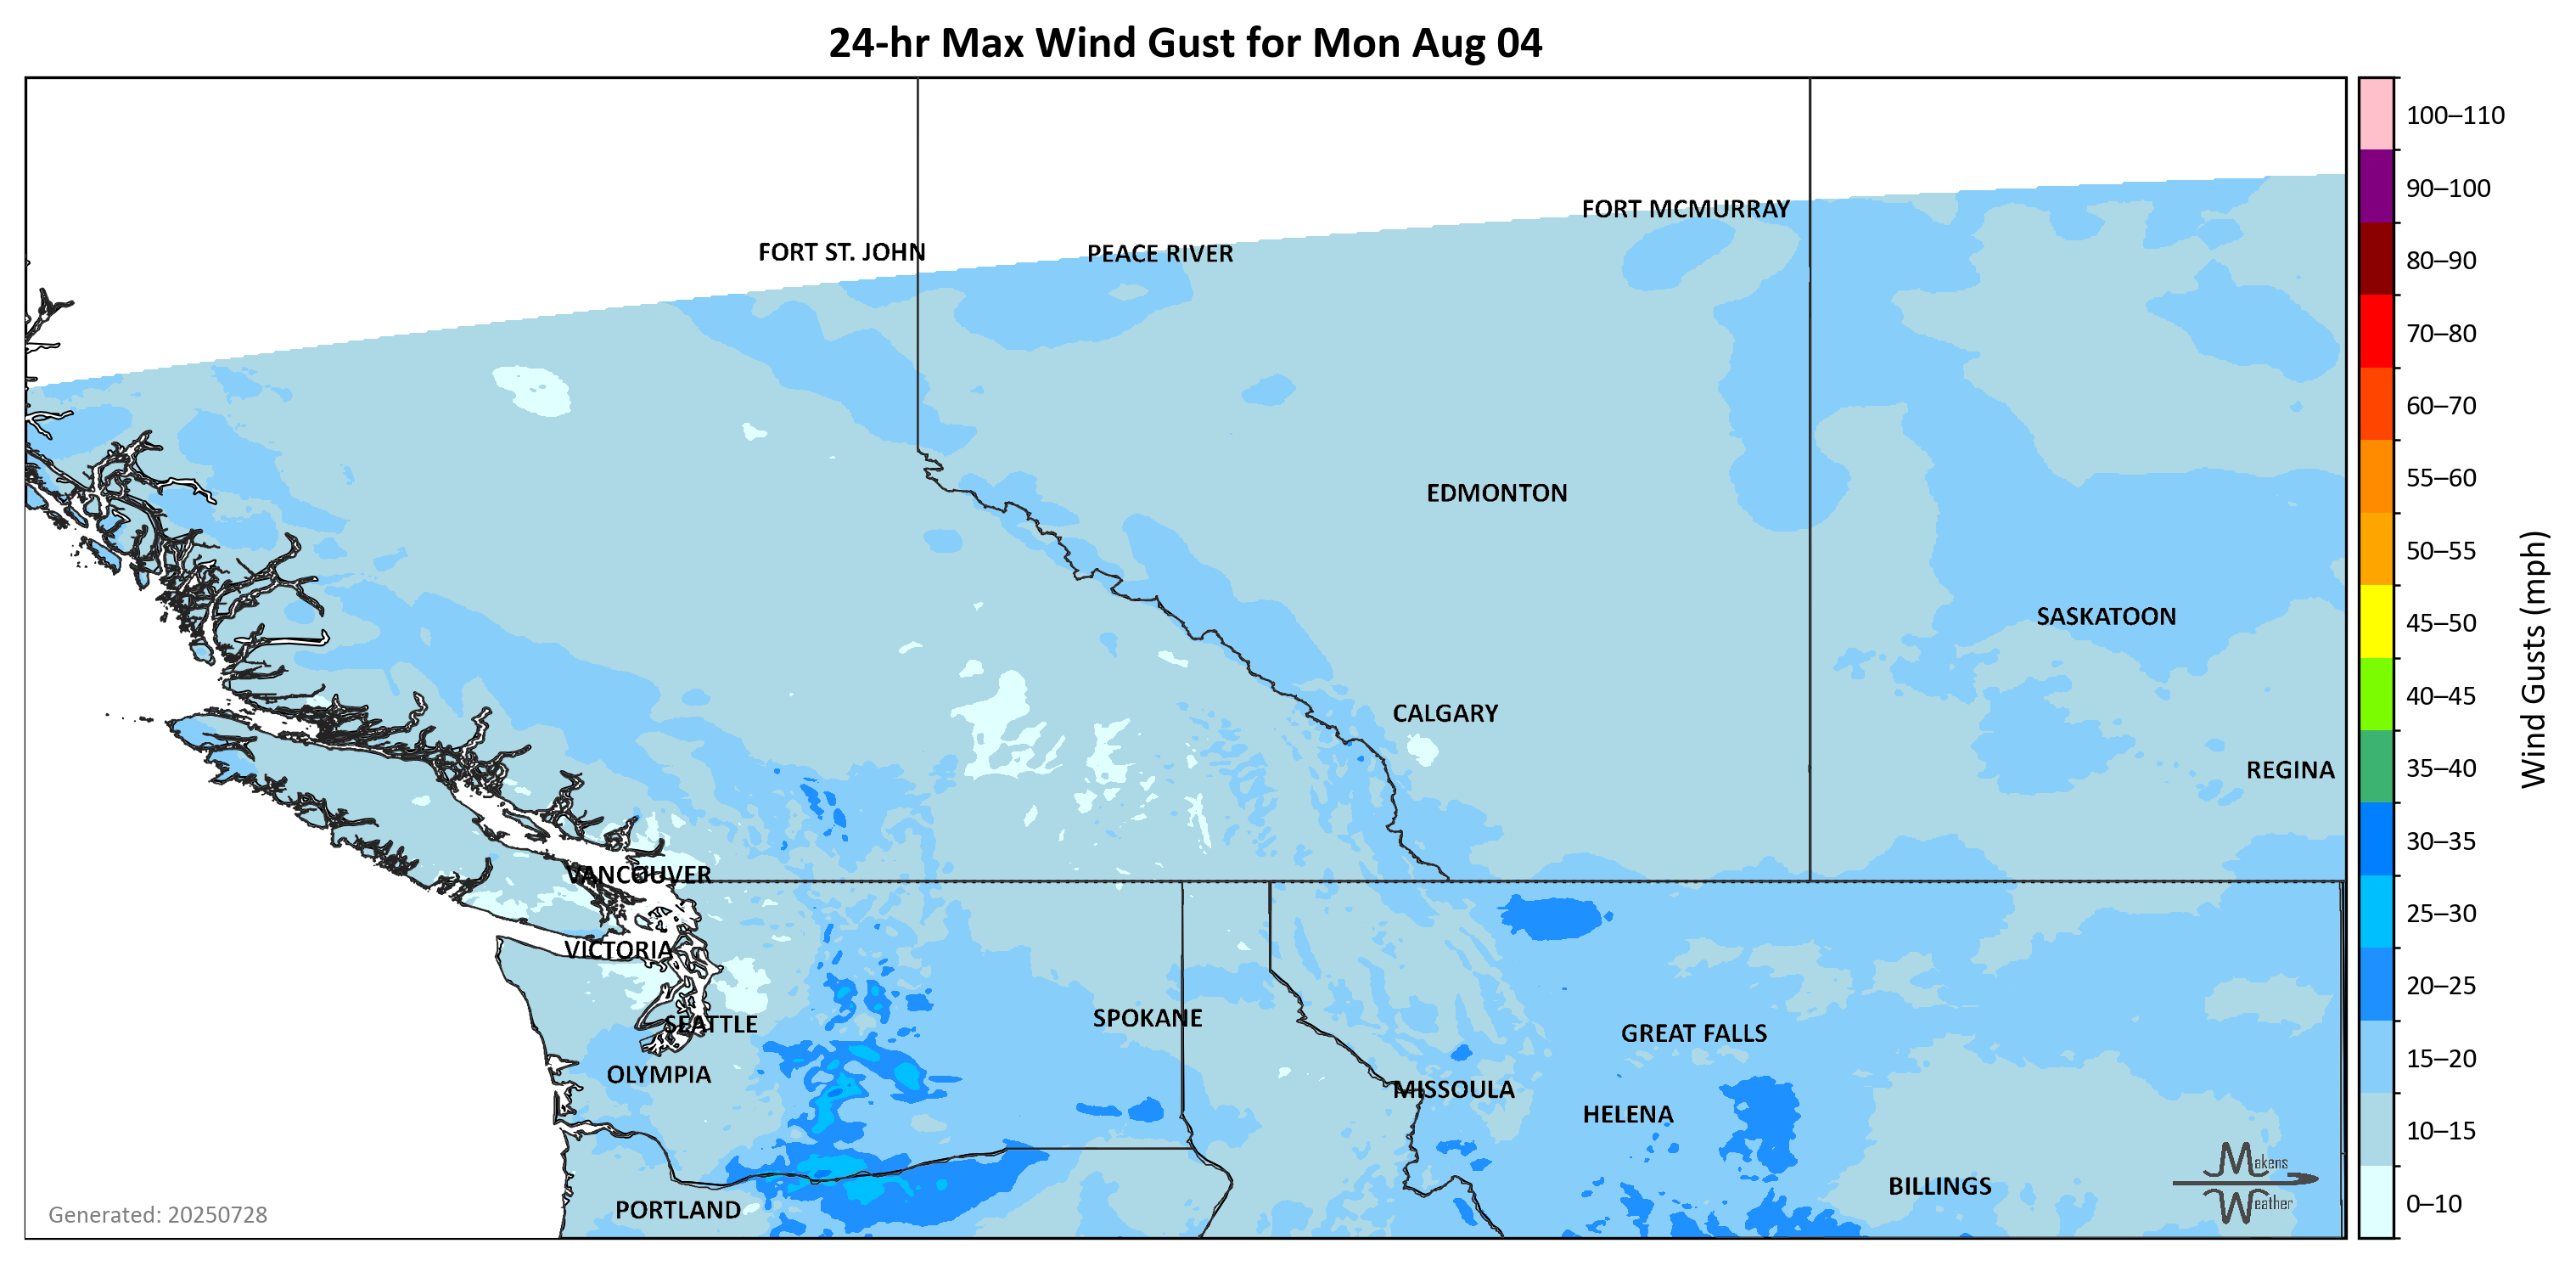 24-hr Max Wind Gust for Mon Aug 04
100–110
90–100
80–90
70–80
60–70
55–60
50–55
45–50
40–45
35–40
30–35
25–30
20–25
15–20
10–15
0–10
Wind Gusts (mph)
FORT MCMURRAY
FORT ST. JOHN
PEACE RIVER
EDMONTON
SASKATOON
CALGARY
REGINA
VANCOUVER
VICTORIA
SEATTLE
SPOKANE
GREAT FALLS
OLYMPIA
MISSOULA
HELENA
BILLINGS
PORTLAND
Makens
Weather
Generated: 20250728